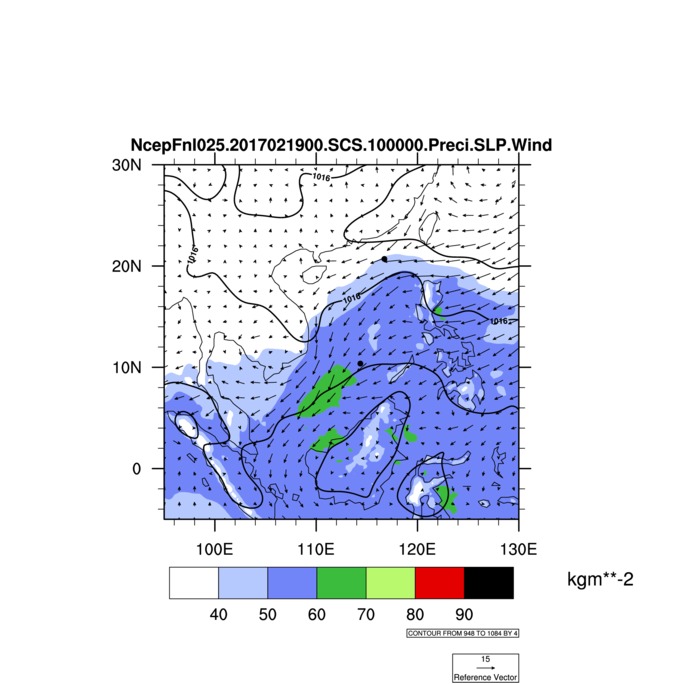 NcepFnl025.2017021900.SCS.100000.Preci.SLP.Wind
30N
1016
1016
20N
1016
1016
10N
0
100E 110E 120E 130E
kgm**-2
40 50 60 70 80 90
CONTOUR FROM 948 TO 1084 BY 4
15
Reference Vector